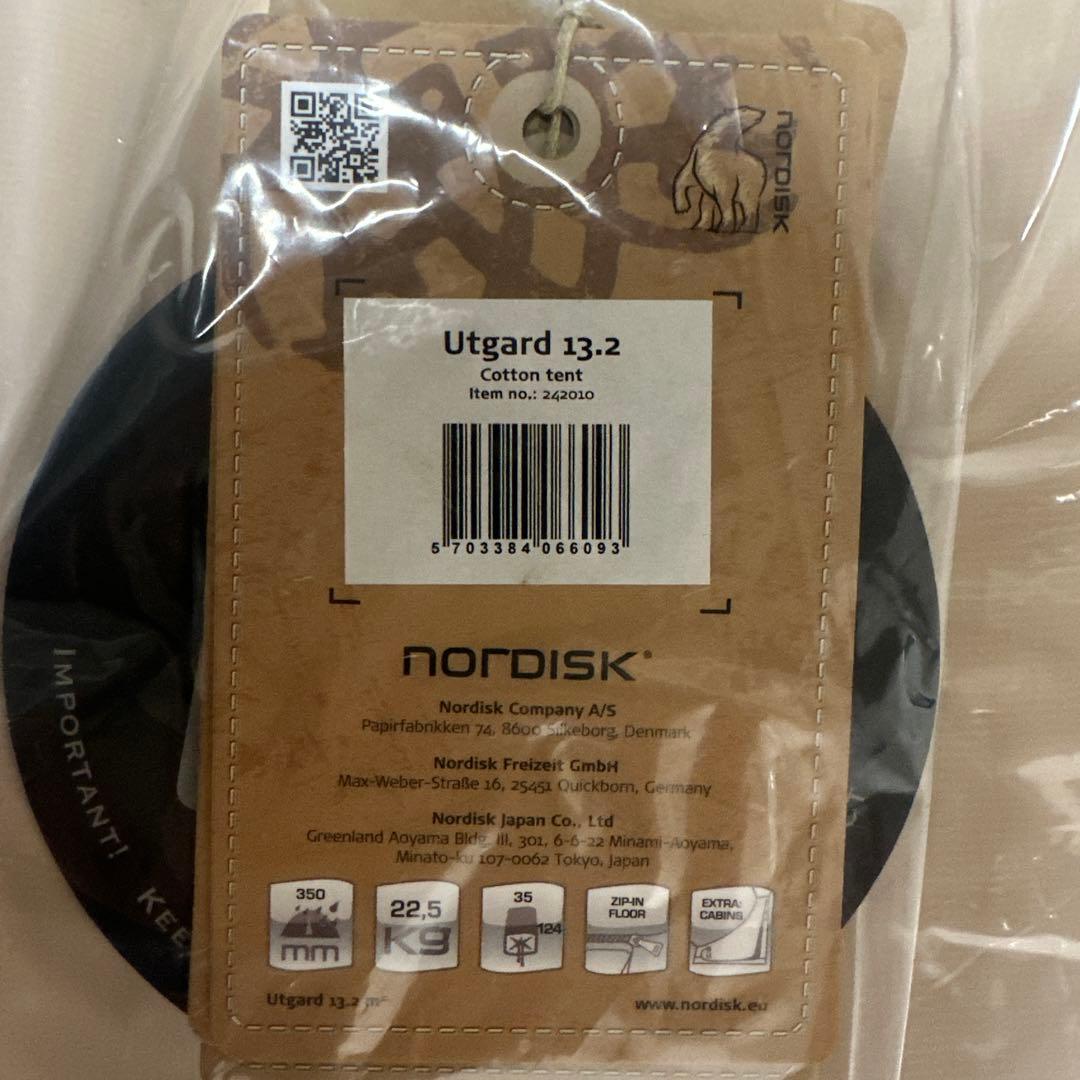 nordisk
Utgard 13.2
Cotton tent
Item no.: 242010
5 703384 066093
nordisk®
Nordisk Company A/S
Papirfabrikken 74, 8600 Silkeborg, Denmark
Nordisk Freizeit GmbH
Max-Weber-Straße 16, 25451 Quickborn, Germany
Nordisk Japan Co., Ltd
Greenland Aoyama Bldg. III, 301, 6-6-22 Minami-Aoyama,
Minato-ku 107-0062 Tokyo, Japan
350
mm
22,5
Kg
35
124
ZIP-IN
FLOOR
EXTRA
CABINS
Utgard 13.2 m²
www.nordisk.eu
IMPORTANT!